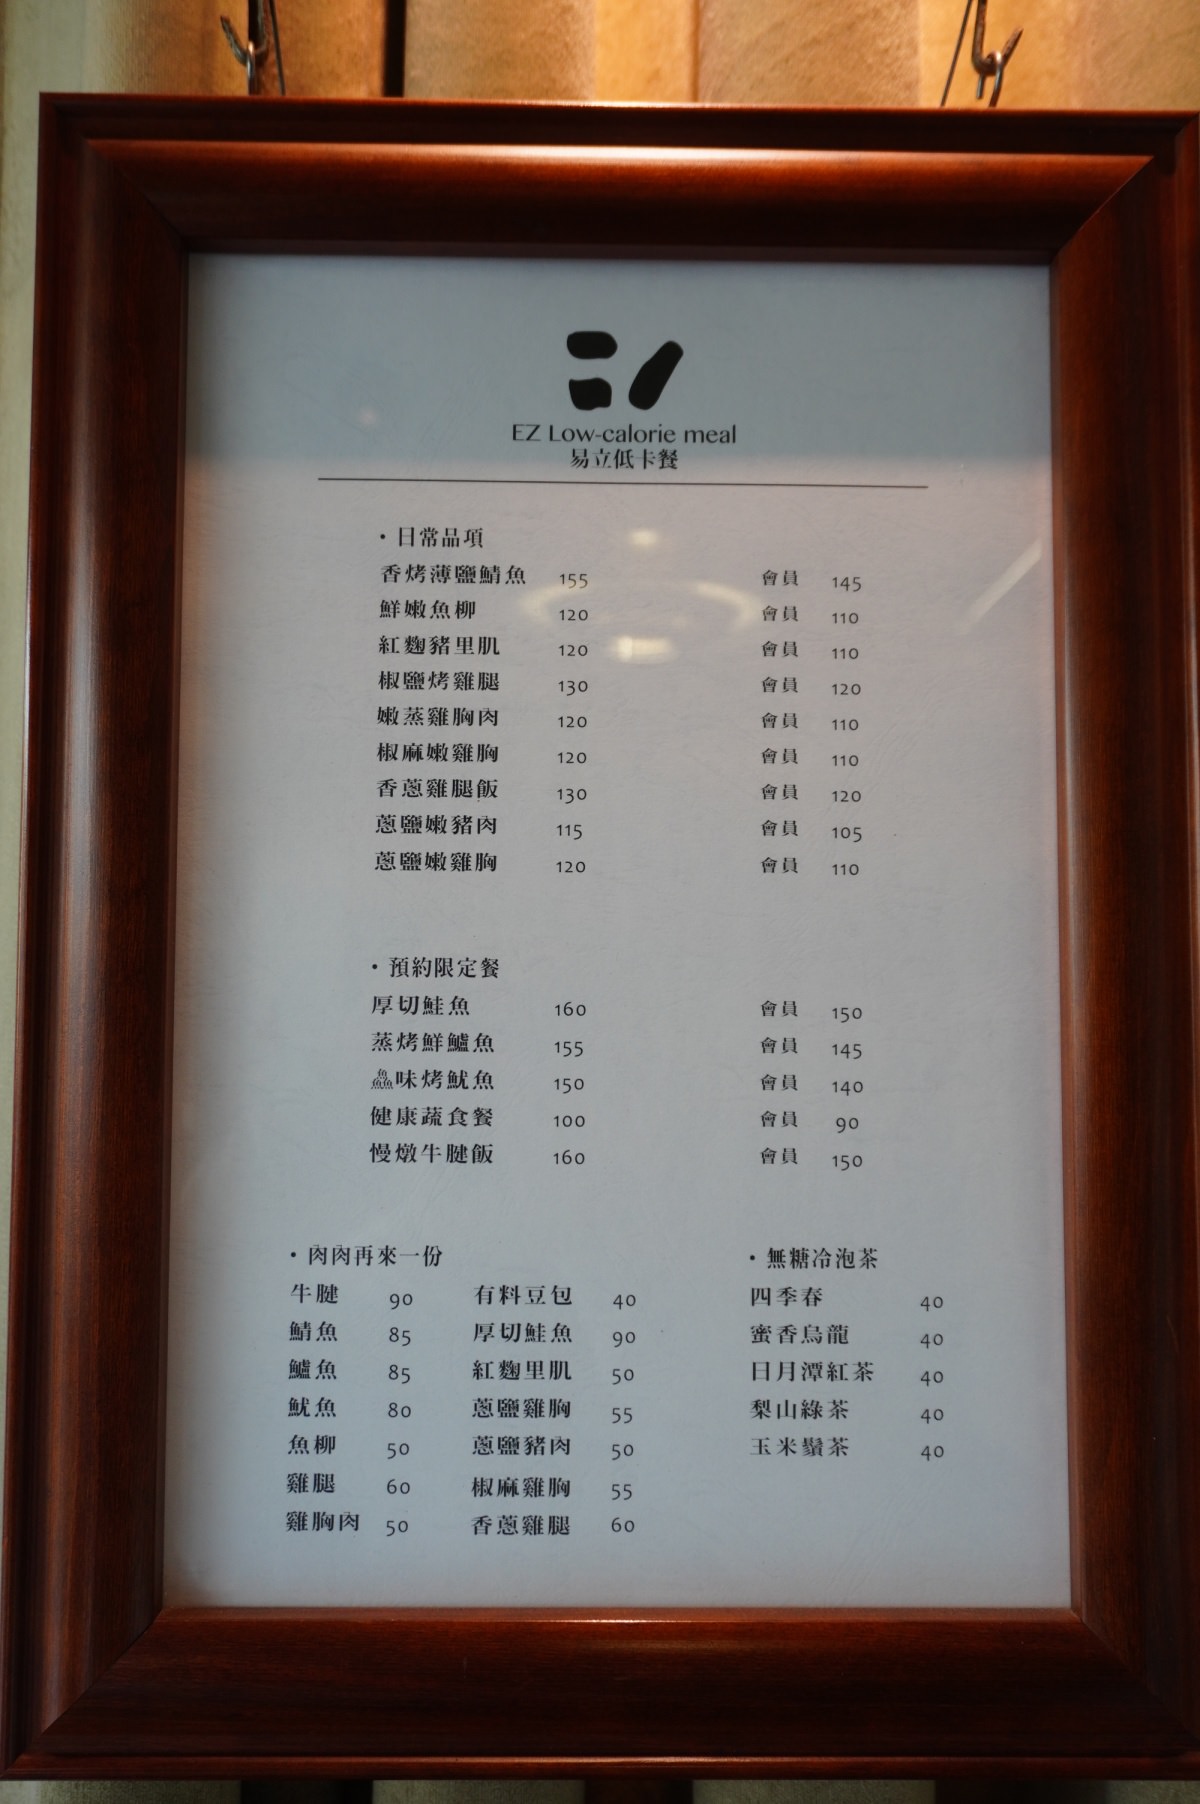 EZ Low-calorie meal
易立低卡餐
・日常品項
香烤薄鹽鯖魚 155 會員 145
鮮嫩魚柳 120 會員 110
紅麴豬里肌 120 會員 110
椒鹽烤雞腿 130 會員 120
嫩蒸雞胸肉 120 會員 110
椒麻嫩雞胸 120 會員 110
香蔥雞腿飯 130 會員 120
蔥鹽嫩豬肉 115 會員 105
蔥鹽嫩雞胸 120 會員 110
・預約限定餐
厚切鮭魚 160 會員 150
蒸烤鮮鱸魚 155 會員 145
鱻味烤魷魚 150 會員 140
健康蔬食餐 100 會員 90
慢燉牛腱飯 160 會員 150
・肉肉再來一份
牛腱 90 有料豆包 40
鯖魚 85 厚切鮭魚 90
鱸魚 85 紅麴里肌 50
魷魚 80 蔥鹽雞胸 55
魚柳 50 蔥鹽豬肉 50
雞腿 60 椒麻雞胸 55
雞胸肉 50 香蔥雞腿 60
・無糖冷泡茶
四季春 40
蜜香烏龍 40
日月潭紅茶 40
梨山綠茶 40
玉米鬚茶 40